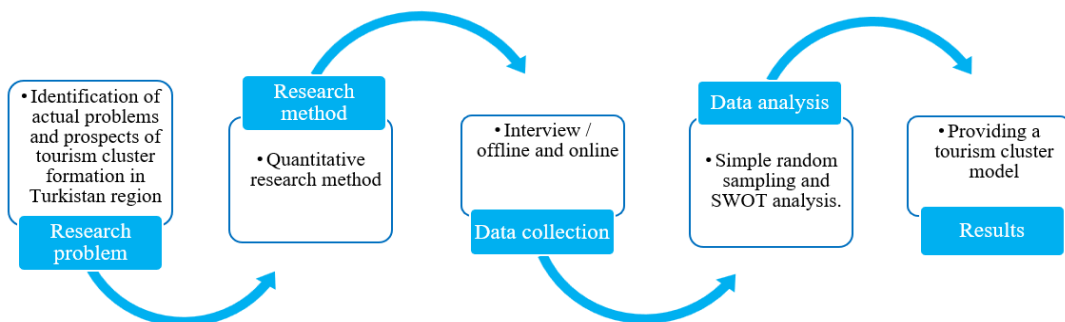 • Identification of
actual problems
and prospects of
tourism cluster
formation in
Turkistan region
Research
problem
Research
method
• Quantitative
research method
• Interview /
offline and online
Data collection
Data analysis
• Simple random
sampling and
SWOT analysis.
• Providing a
tourism cluster
model
Results